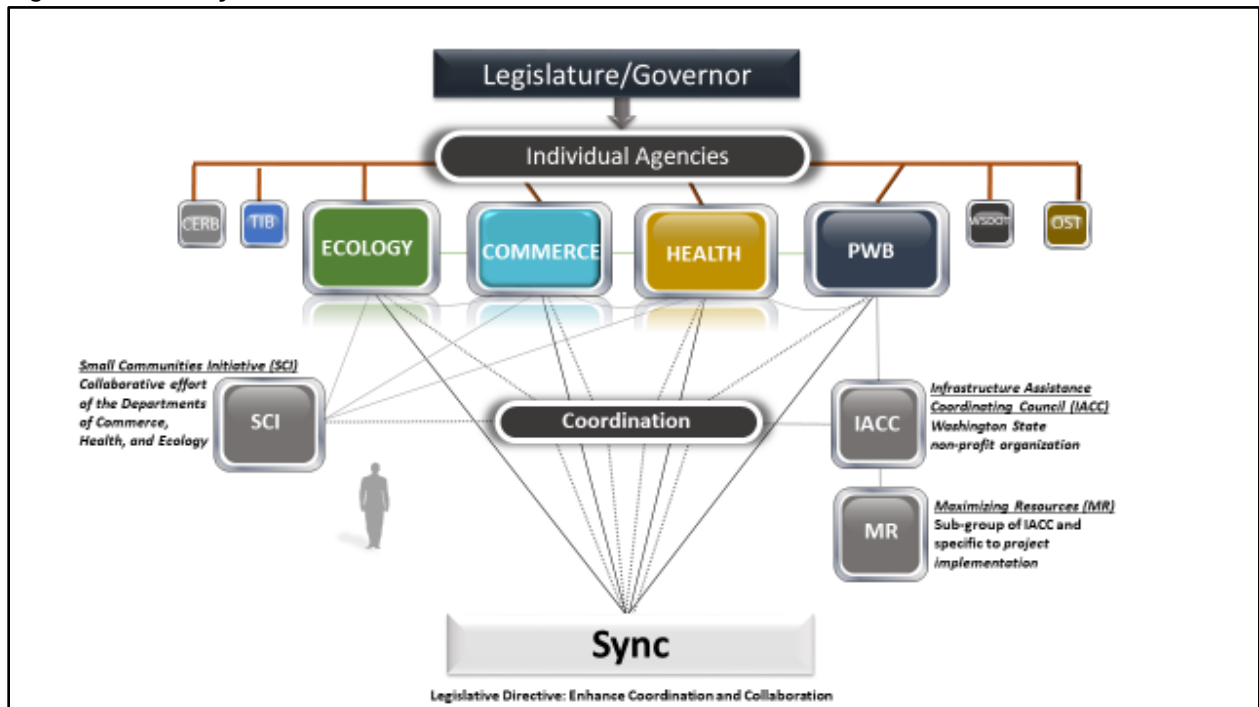 Legislature/Governor
Individual Agencies
CERB
TIB
ECOLOGY
COMMERCE
HEALTH
PWB
WSDOT
OST
Small Communities Initiative (SCI)
Collaborative effort
of the Departments
of Commerce,
Health, and Ecology
SCI
Coordination
IACC
Infrastructure Assistance
Coordinating Council (IACC)
Washington State
non-profit organization
MR
Maximizing Resources (MR)
Sub-group of IACC and
specific to project
implementation
Sync
Legislative Directive: Enhance Coordination and Collaboration